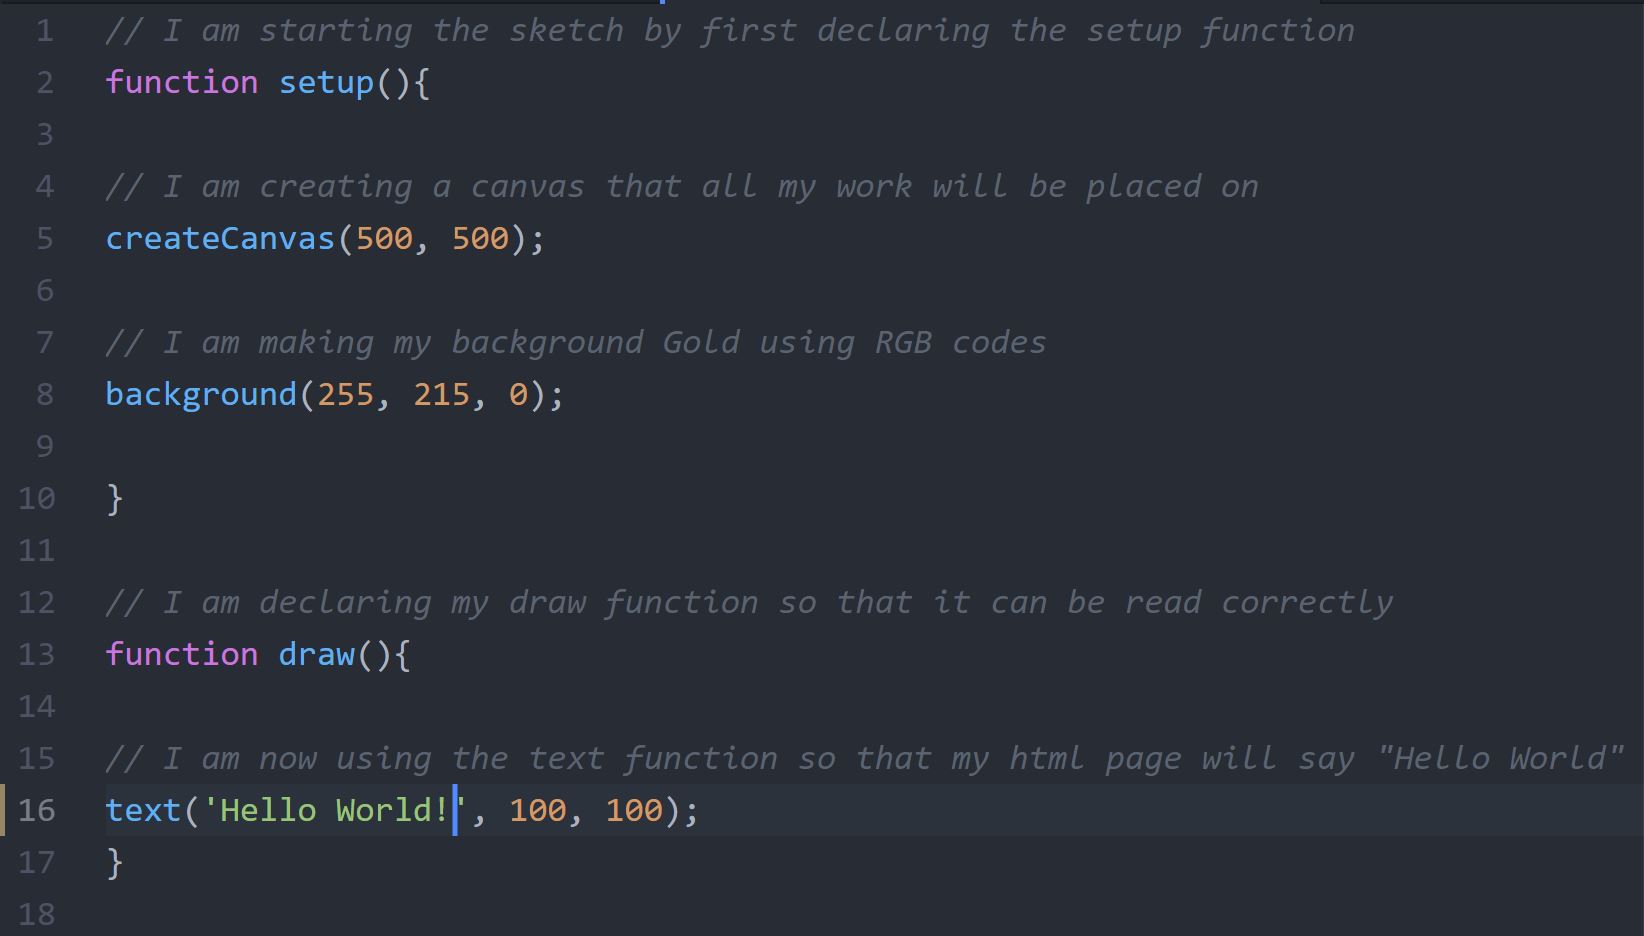 1 // I am starting the sketch by first declaring the setup function
2 function setup(){
3
4 // I am creating a canvas that all my work will be placed on
5 createCanvas(500, 500);
6
7 // I am making my background Gold using RGB codes
8 background(255, 215, 0);
9
10 }
11
12 // I am declaring my draw function so that it can be read correctly
13 function draw(){
14
15 // I am now using the text function so that my html page will say "Hello World"
16 text('Hello World!', 100, 100);
17 }
18